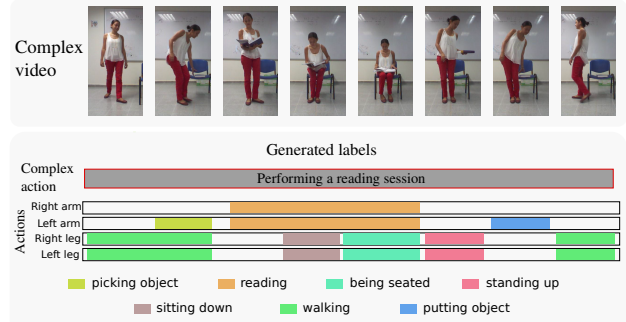 Complex
video
Generated labels
Complex
action
Performing a reading session
Actions
Right arm
Left arm
Right leg
Left leg
picking object
reading
being seated
standing up
sitting down
walking
putting object